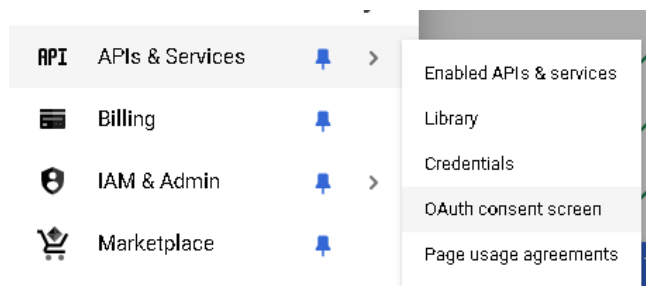 API APIs & Services
Billing
IAM & Admin
Marketplace
Enabled APIs & services
Library
Credentials
OAuth consent screen
Page usage agreements